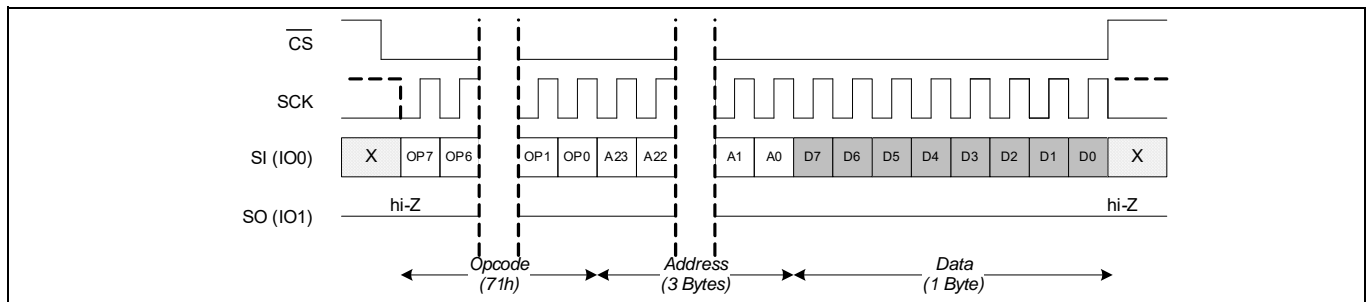 CS
SCK
SI (IO0) X OP7 OP6 OP1 OP0 A23 A22 A1 A0 D7 D6 D5 D4 D3 D2 D1 D0 X
hi-Z hi-Z
SO (IO1)
Opcode Address Data
(71h) (3 Bytes) (1 Byte)